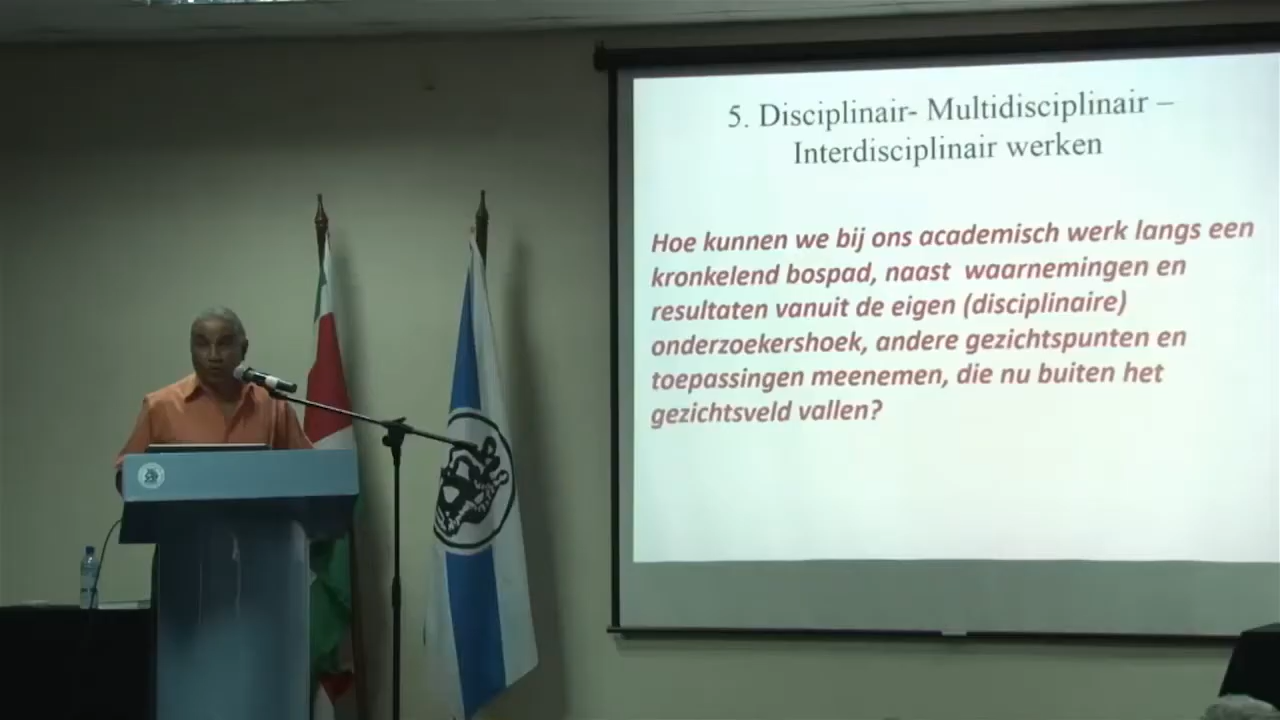 5. Disciplinair- Multidisciplinair –
Interdisciplinair werken
Hoe kunnen we bij ons academisch werk langs een
kronkelend bospad, naast waarnemingen en
resultaten vanuit de eigen (disciplinaire)
onderzoekershoek, andere gezichtspunten en
toepassingen meenemen, die nu buiten het
gezichtsveld vallen?